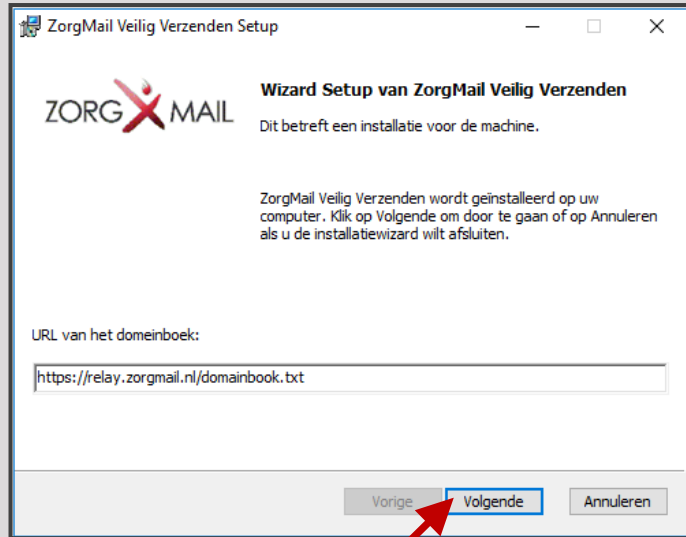 ZorgMail Veilig Verzenden Setup
ZORG MAIL
Wizard Setup van ZorgMail Veilig Verzenden
Dit betreft een installatie voor de machine.
ZorgMail Veilig Verzenden wordt geïnstalleerd op uw
computer. Klik op Volgende om door te gaan of op Annuleren
als u de installatiewizard wilt afsluiten.
URL van het domeinboek:
https://relay.zorgmail.nl/domainbook.txt
Vorige Volgende Annuleren